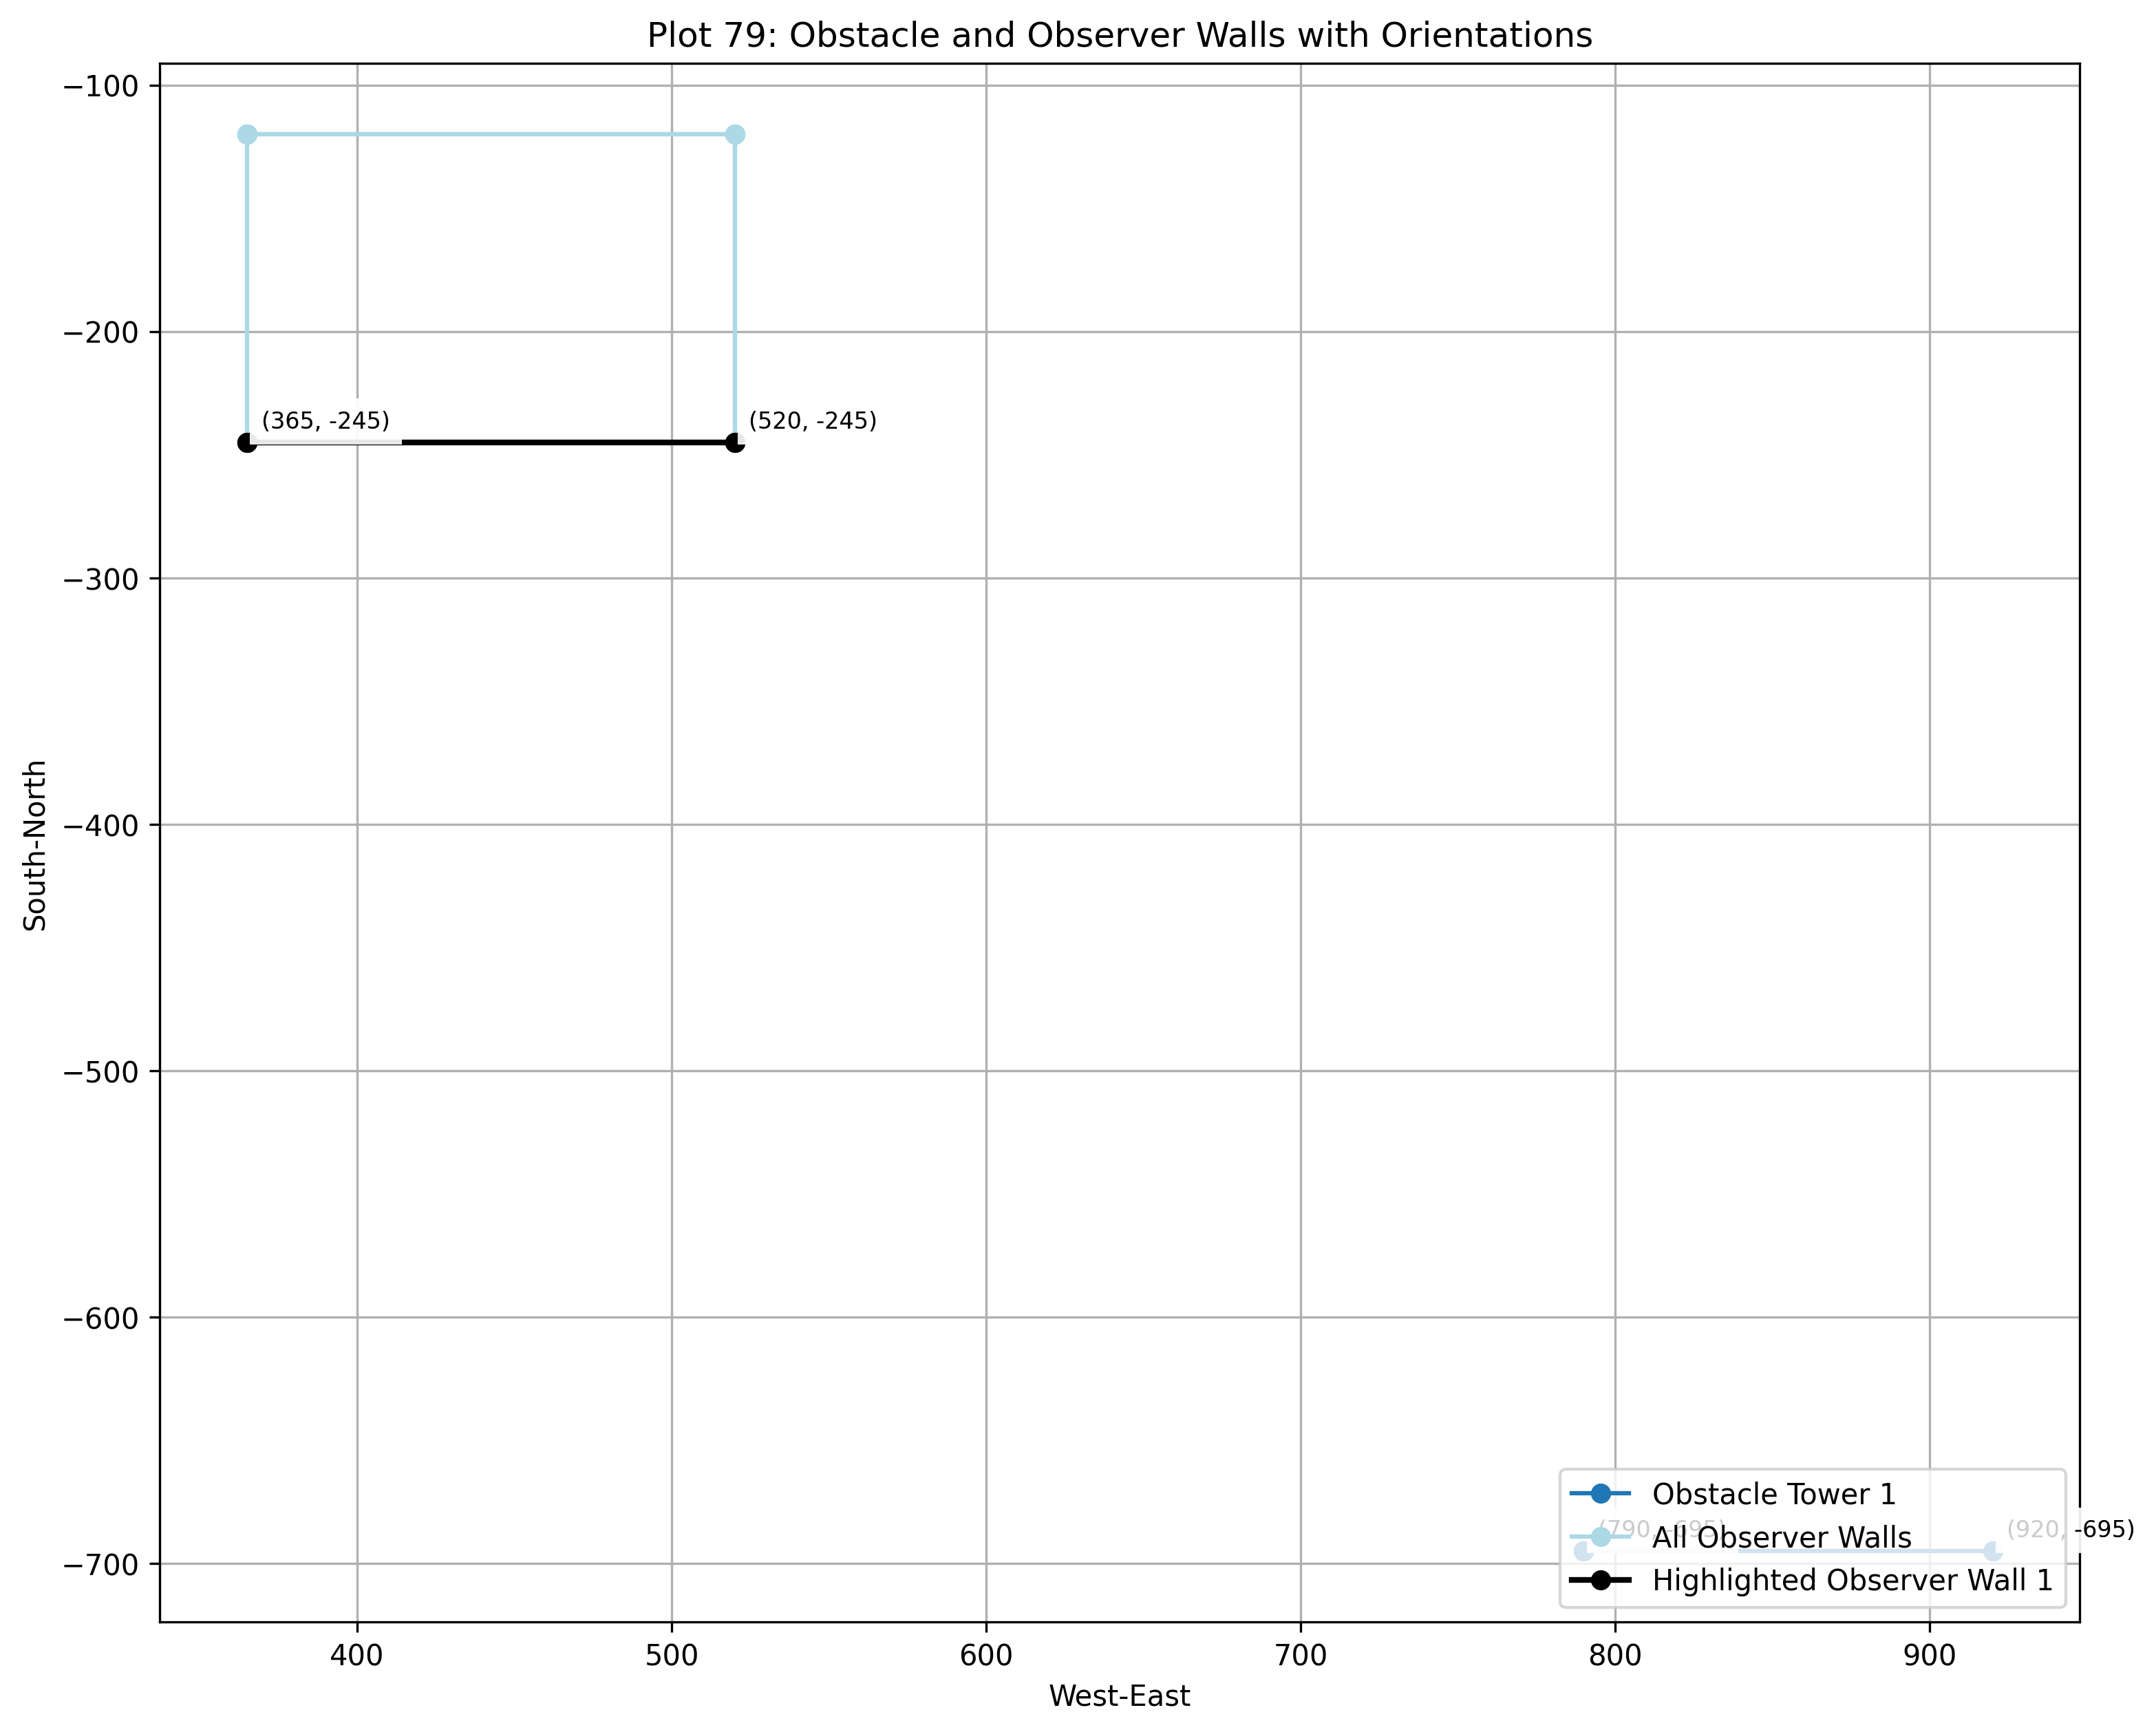 Plot 79: Obstacle and Observer Walls with Orientations
−100
−200
−300
−400
−500
−600
−700
South-North
(365, -245)
(520, -245)
(790, -695)
(920, -695)
Obstacle Tower 1
All Observer Walls
Highlighted Observer Wall 1
400
500
600
700
800
900
West-East